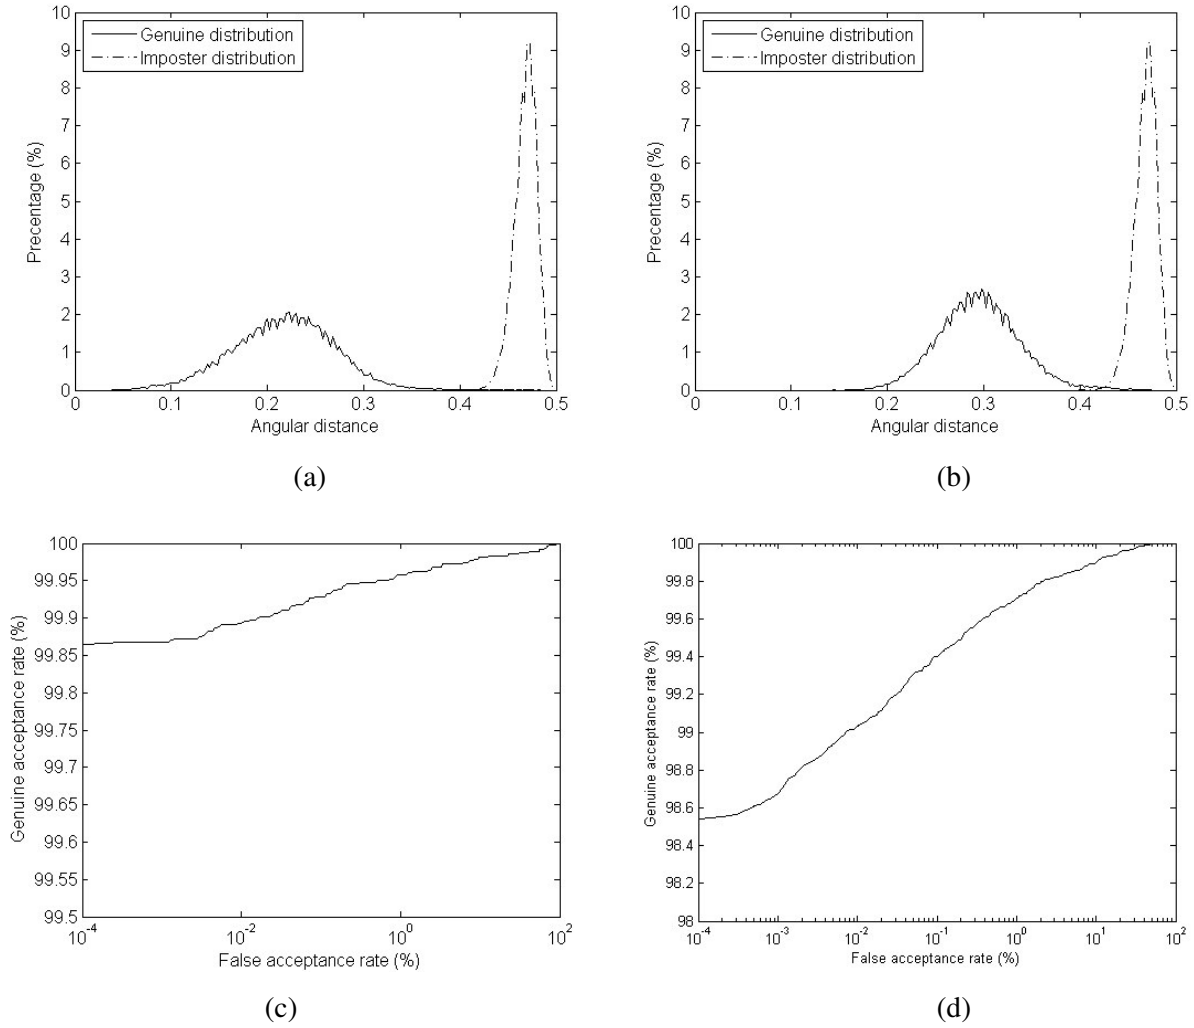 10
9
8
7
6
5
4
3
2
1
0
Precentage (%)
Genuine distribution
Imposter distribution
0 0.1 0.2 0.3 0.4 0.5
Angular distance
(a)
10
9
8
7
6
5
4
3
2
1
0
Precentage (%)
Genuine distribution
Imposter distribution
0 0.1 0.2 0.3 0.4 0.5
Angular distance
(b)
100
99.95
99.9
99.85
99.8
99.75
99.7
99.65
99.6
99.55
99.5
Genuine acceptance rate (%)
10^-4 10^-2 10^0 10^2
False acceptance rate (%)
(c)
100
99.8
99.6
99.4
99.2
99
98.8
98.6
98.4
98.2
98
Genuine acceptance rate (%)
10^-4 10^-3 10^-2 10^-1 10^0 10^1 10^2
False acceptance rate (%)
(d)